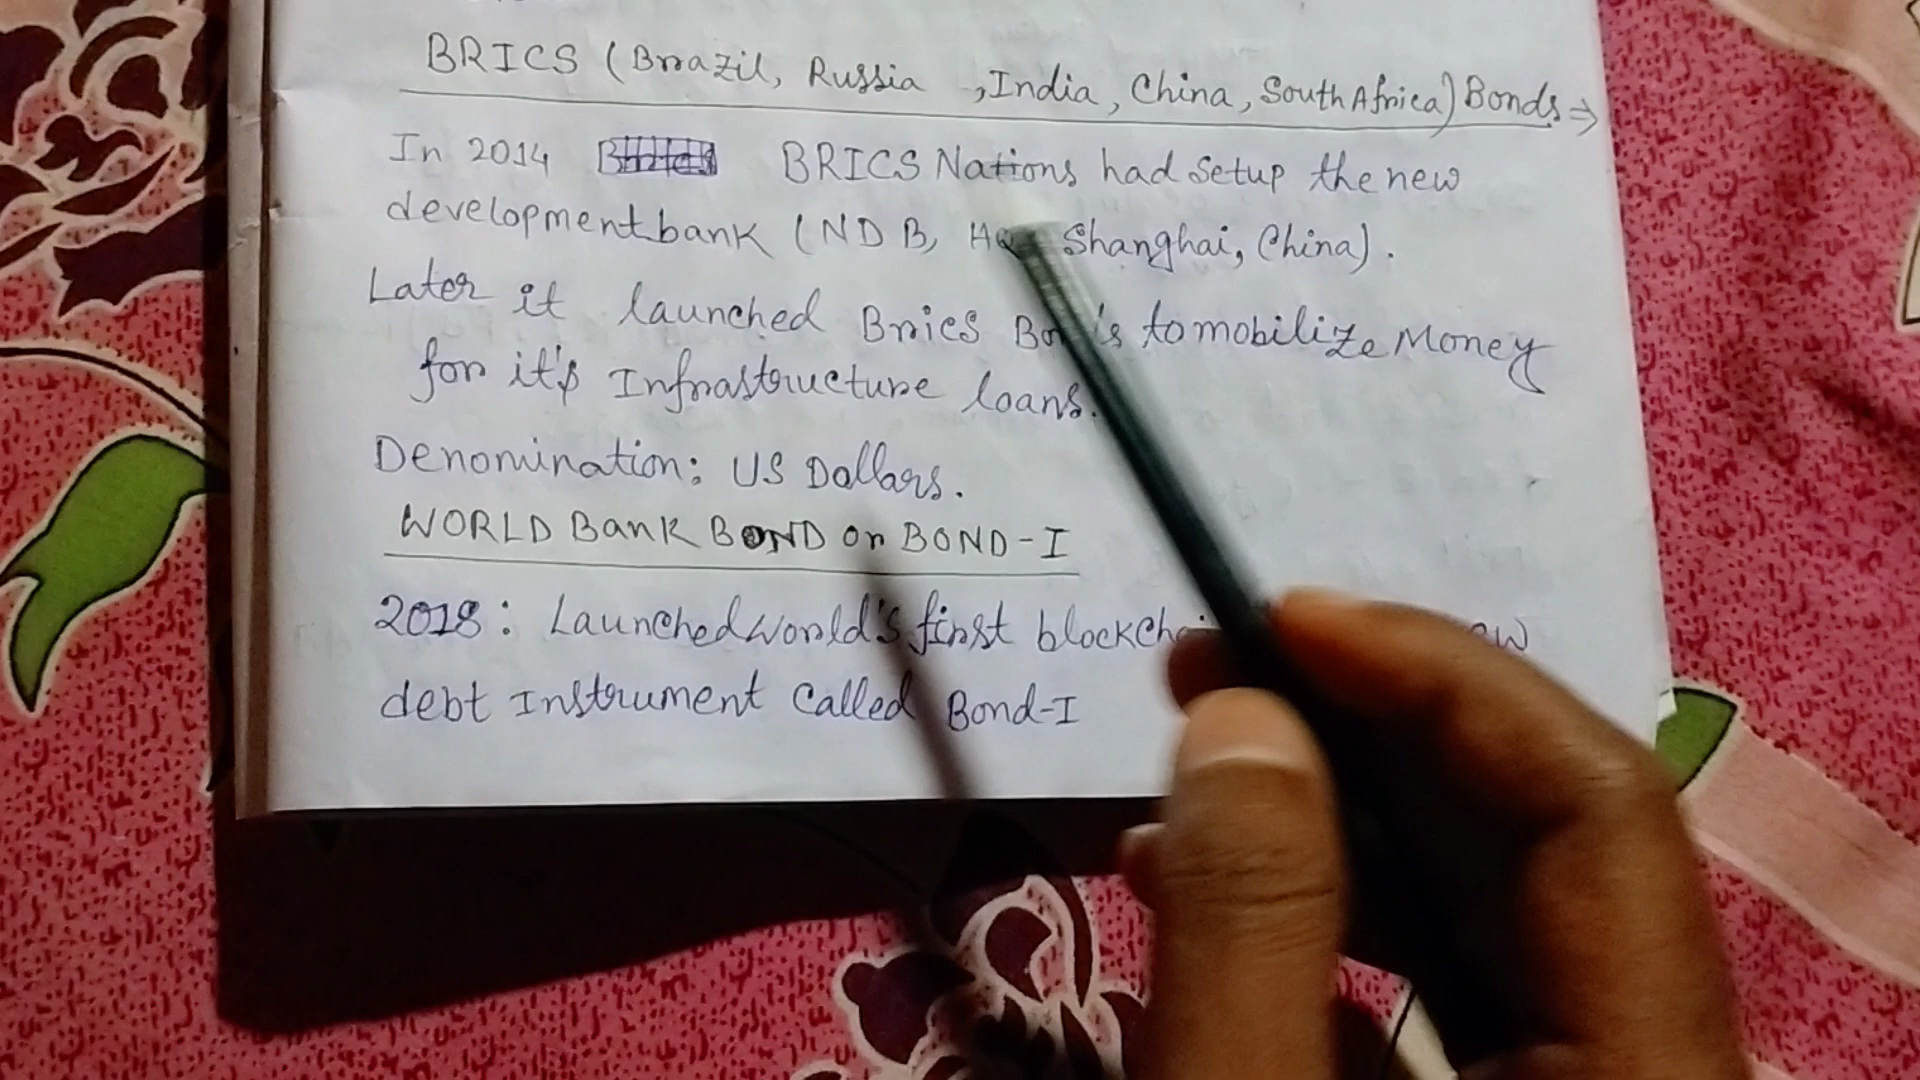 BRICS (Brazil, Russia , India, China, South Africa) Bonds ⇒
In 2014 BRICS Nations had setup the new
development bank (NDB, HQ Shanghai, China).
Later it launched Brics to mobilize Money
for it's Infrastructure loans.
Denomination: US Dollars.
WORLD Bank BOND or BOND-I
2018: Launched world's first
debt Instrument called Bond-I